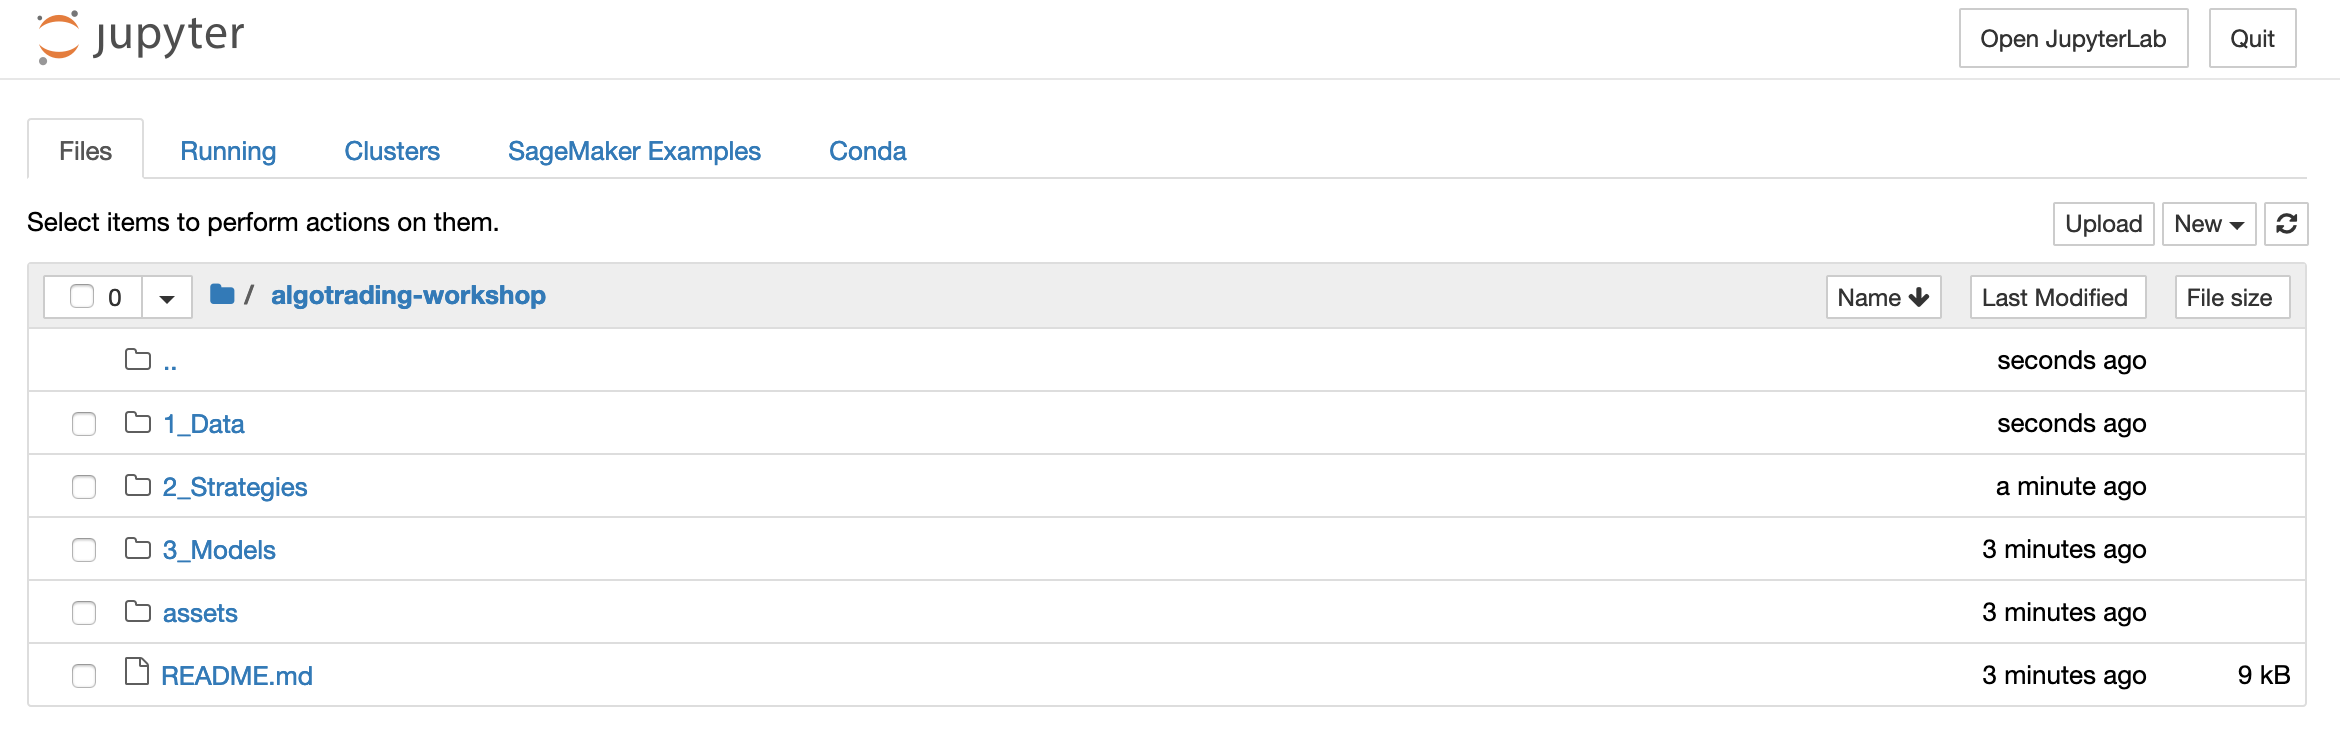 jupyter
Open JupyterLab Quit
Files Running Clusters SageMaker Examples Conda
Select items to perform actions on them.
Upload New
0 / algotrading-workshop Name Last Modified File size
.. seconds ago
1_Data seconds ago
2_Strategies a minute ago
3_Models 3 minutes ago
assets 3 minutes ago
README.md 3 minutes ago 9 kB